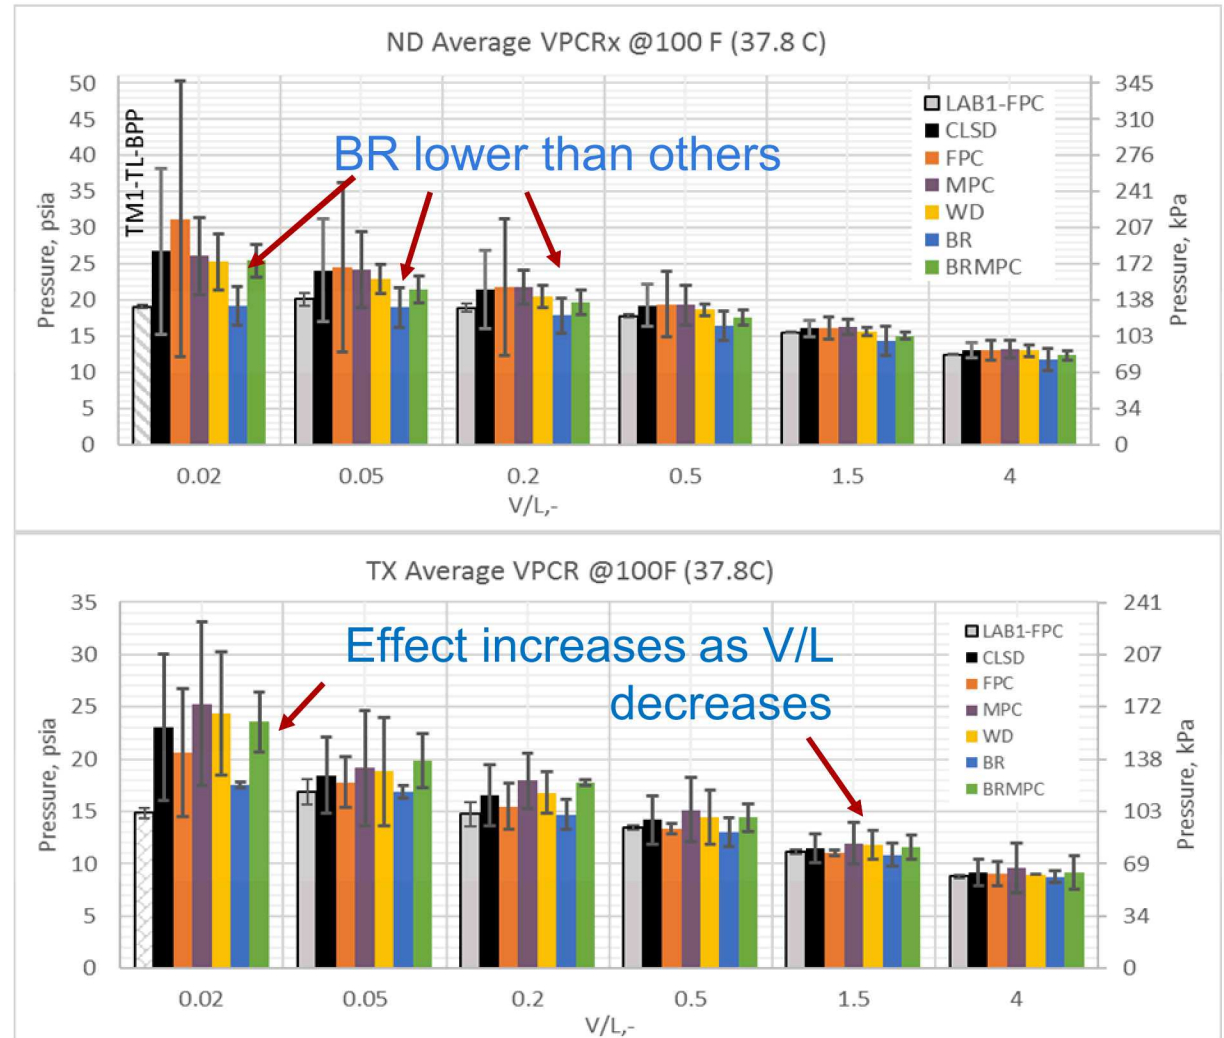 ND Average VPCRx @100 F (37.8 C)
50
45
40
35
30
25
20
15
10
5
0
Pressure, psia
TM1-TL-BPP
BR lower than others
LAB1-FPC
CLSD
FPC
MPC
WD
BR
BRMPC
345
310
276
241
207
172
138
103
69
34
0
Pressure, kPa
0.02 0.05 0.2 0.5 1.5 4
V/L,-
TX Average VPCR @100F (37.8C)
35
30
25
20
15
10
5
0
Pressure, psia
Effect increases as V/L
decreases
LAB1-FPC
CLSD
FPC
MPC
WD
BR
BRMPC
241
207
172
138
103
69
34
0
Pressure, kPa
0.02 0.05 0.2 0.5 1.5 4
V/L,-